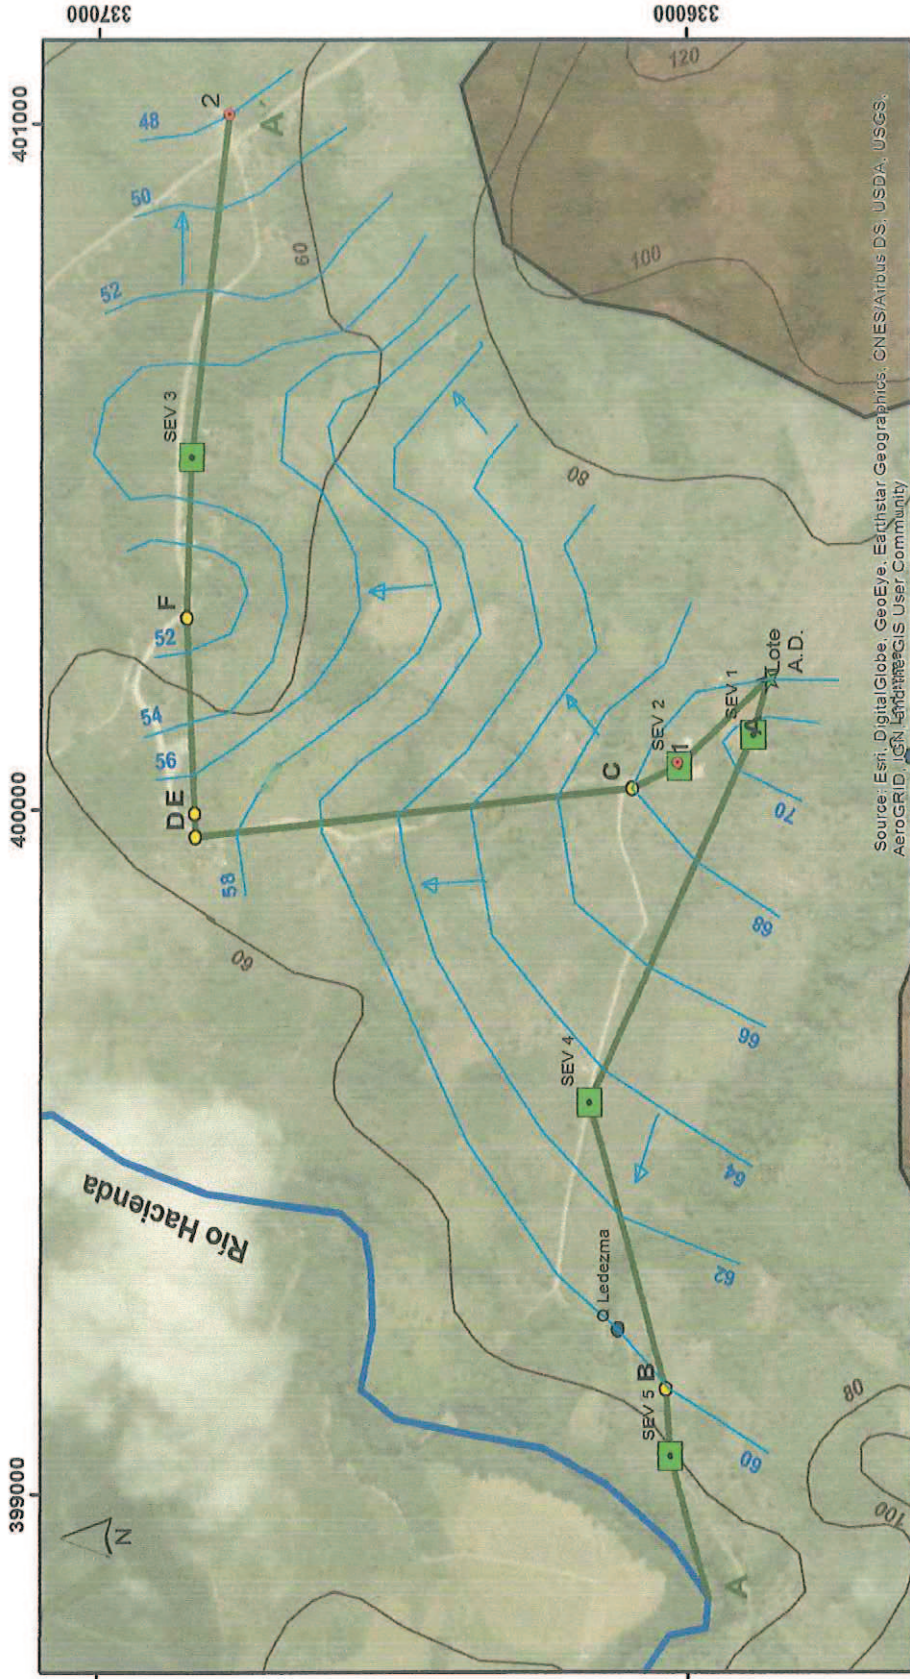 399000
400000
401000
337000
336000
N
Río Hacienda
48
2
A'
50
52
60
120
100
SEV 3
80
F
52
54
56
D E
58
60
C
SEV 2
1
SEV 1
A
Lote
A.D.
70
68
66
SEV 4
64
62
Ledezma
B
SEV 5
60
80
100
A
Source: Esri, DigitalGlobe, GeoEye, Earthstar Geographics, CNES/Airbus DS, USDA, USGS,
AeroGRID, IGN, and the GIS User Community